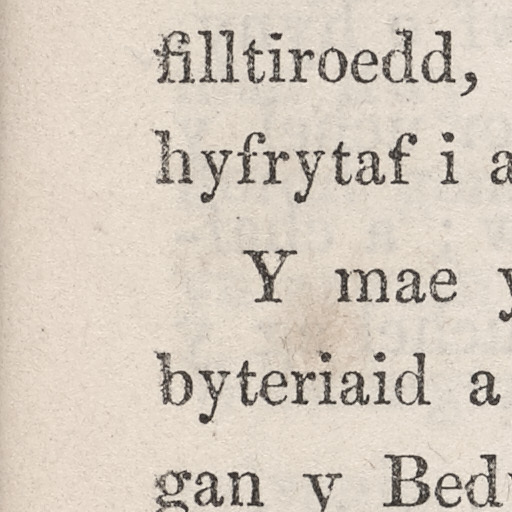 filltiroedd,
hyfrytaf i a
Y mae y
byteriaid a
gan y Bed